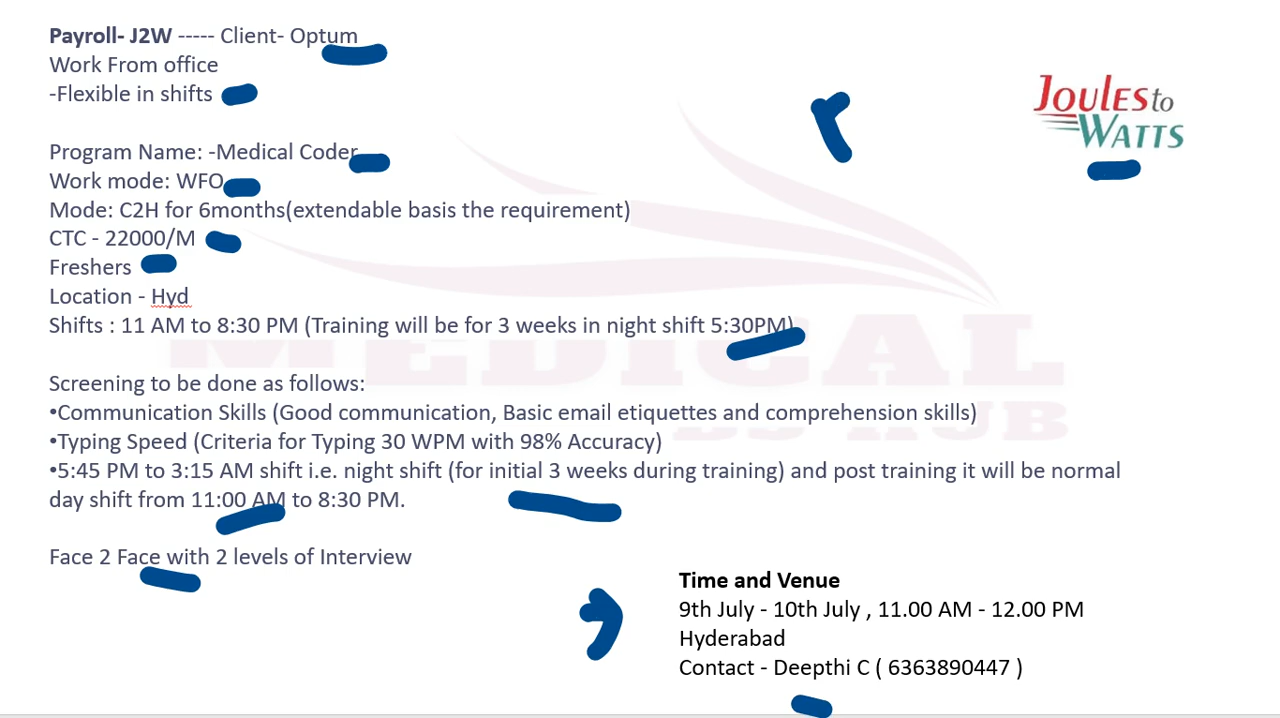 Payroll- J2W ----- Client- Optum
Work From office
-Flexible in shifts
Program Name: -Medical Coder
Work mode: WFO
Mode: C2H for 6months(extendable basis the requirement)
CTC - 22000/M
Freshers
Location - Hyd
Shifts : 11 AM to 8:30 PM (Training will be for 3 weeks in night shift 5:30PM)
Screening to be done as follows:
•Communication Skills (Good communication, Basic email etiquettes and comprehension skills)
•Typing Speed (Criteria for Typing 30 WPM with 98% Accuracy)
•5:45 PM to 3:15 AM shift i.e. night shift (for initial 3 weeks during training) and post training it will be normal
day shift from 11:00 AM to 8:30 PM.
Face 2 Face with 2 levels of Interview
JOULES to
WATTS
MEDICAL
HUB
Time and Venue
9th July - 10th July , 11.00 AM - 12.00 PM
Hyderabad
Contact - Deepthi C ( 6363890447 )